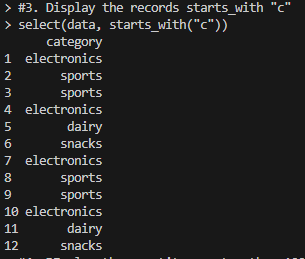 > #3. Display the records starts_with "c"
> select(data, starts_with("c"))
category
1 electronics
2 sports
3 sports
4 electronics
5 dairy
6 snacks
7 electronics
8 sports
9 sports
10 electronics
11 dairy
12 snacks